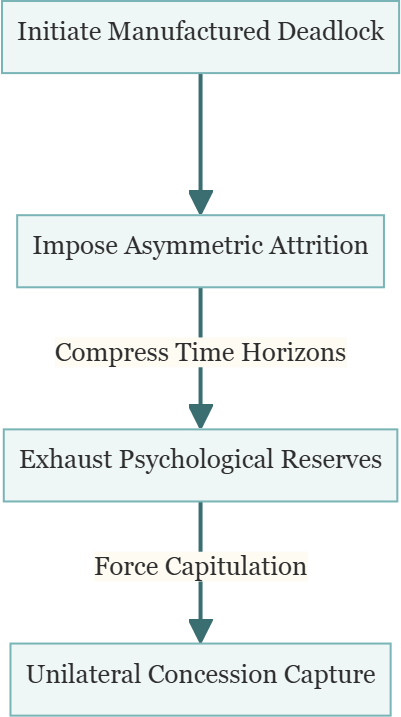 Initiate Manufactured Deadlock
Impose Asymmetric Attrition
Compress Time Horizons
Exhaust Psychological Reserves
Force Capitulation
Unilateral Concession Capture